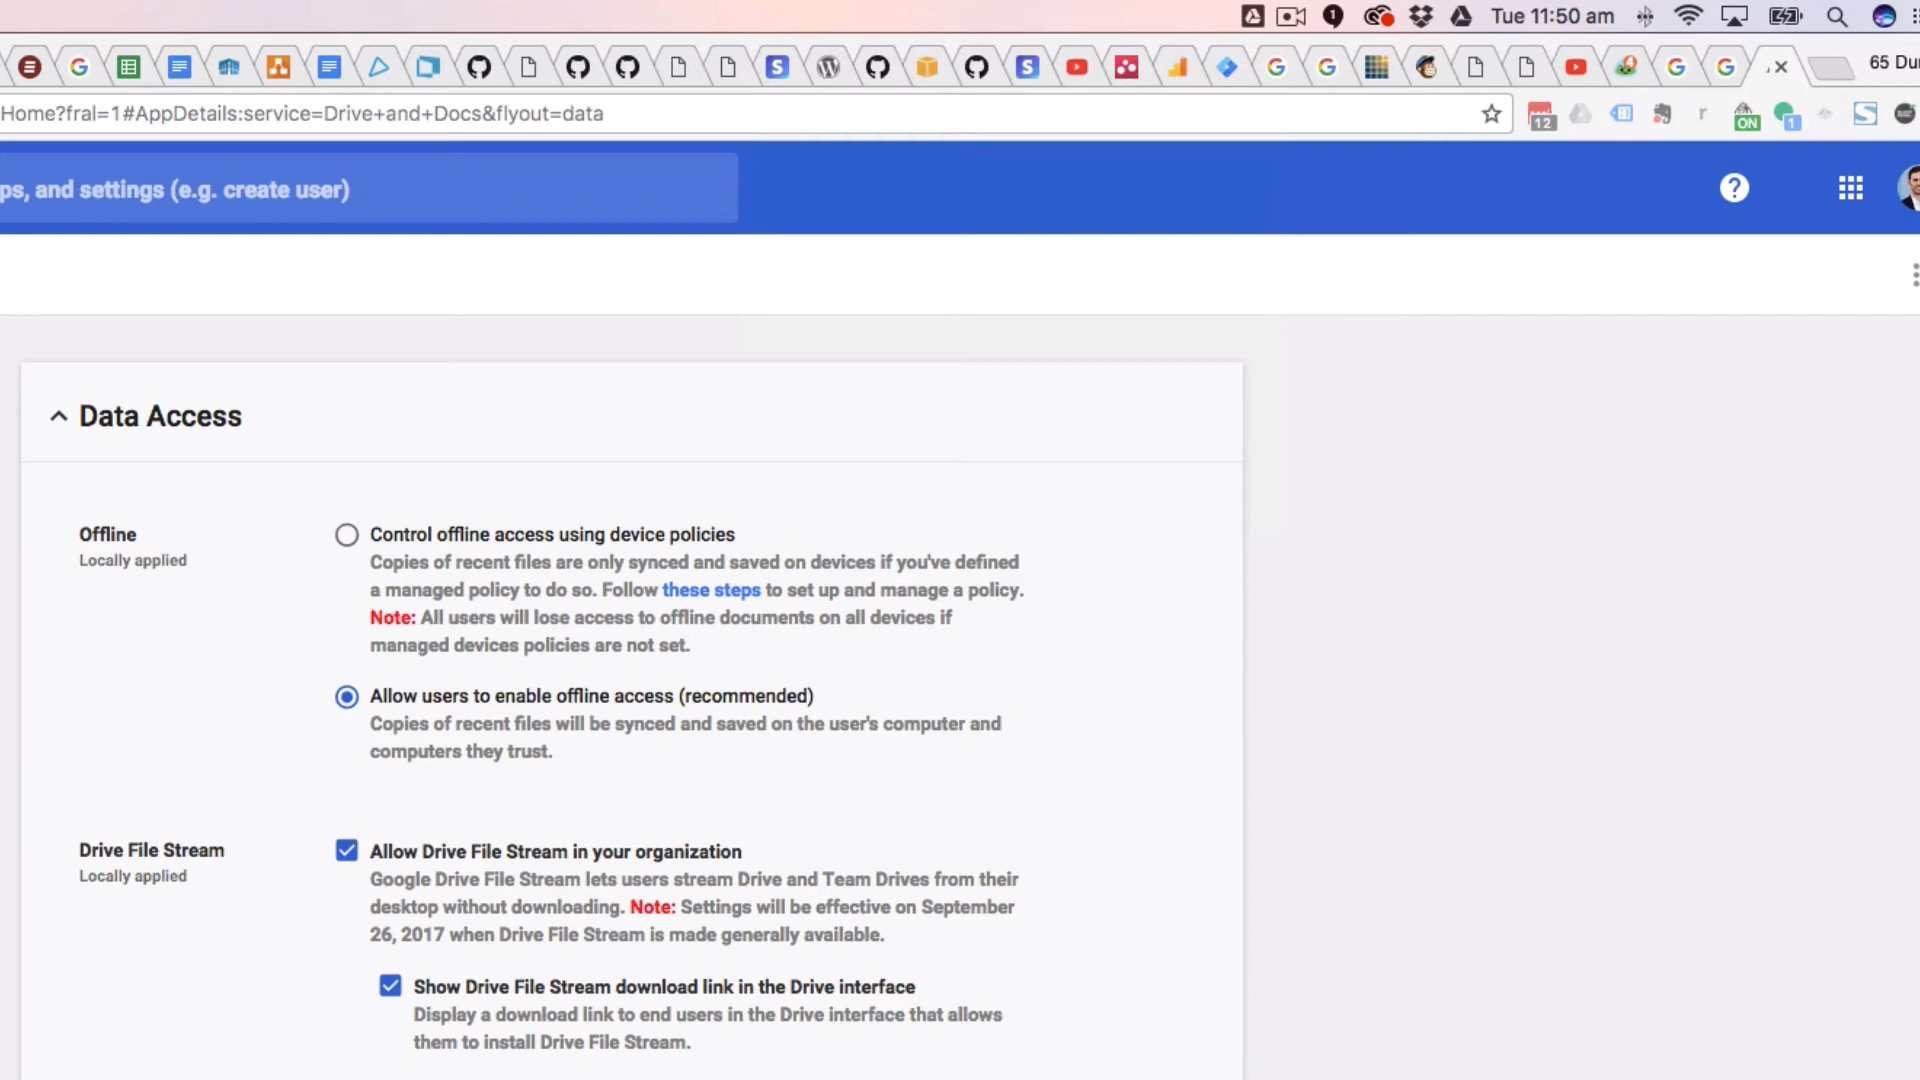 Tue 11:50 am
65 Du
Home?fral=1#AppDetails:service=Drive+and+Docs&flyout=data
12
r
ON
1
ps, and settings (e.g. create user)
Data Access
Offline
Locally applied
Control offline access using device policies
Copies of recent files are only synced and saved on devices if you've defined
a managed policy to do so. Follow these steps to set up and manage a policy.
Note: All users will lose access to offline documents on all devices if
managed devices policies are not set.
Allow users to enable offline access (recommended)
Copies of recent files will be synced and saved on the user's computer and
computers they trust.
Drive File Stream
Locally applied
Allow Drive File Stream in your organization
Google Drive File Stream lets users stream Drive and Team Drives from their
desktop without downloading. Note: Settings will be effective on September
26, 2017 when Drive File Stream is made generally available.
Show Drive File Stream download link in the Drive interface
Display a download link to end users in the Drive interface that allows
them to install Drive File Stream.